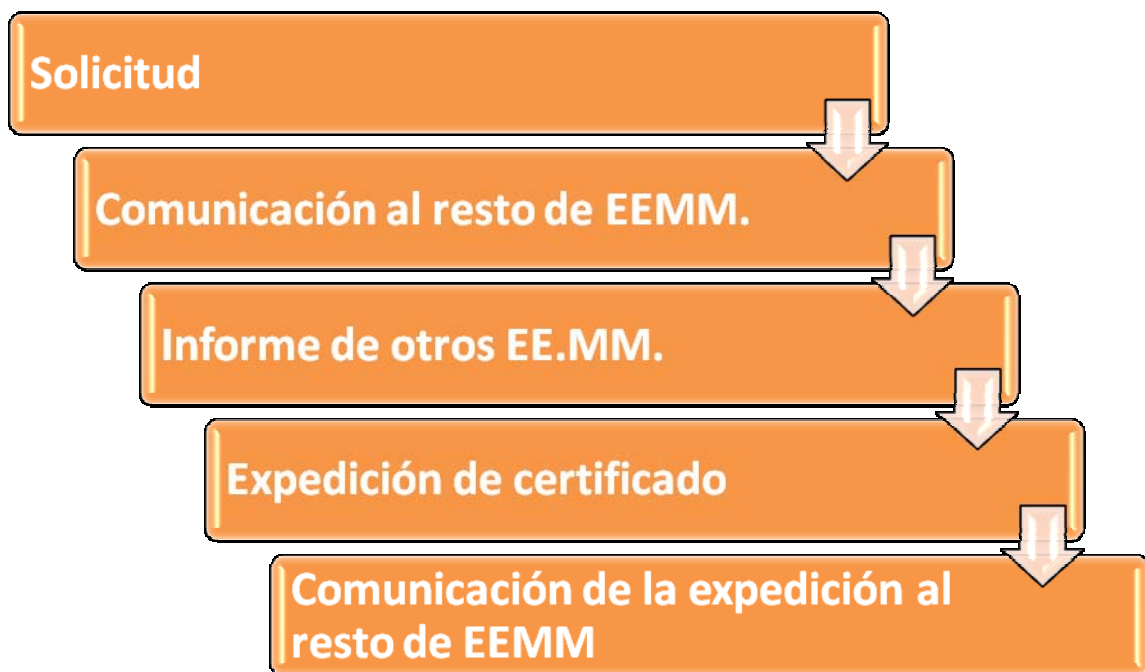 Solicitud
Comunicación al resto de EEMM.
Informe de otros EE.MM.
Expedición de certificado
Comunicación de la expedición al
resto de EEMM